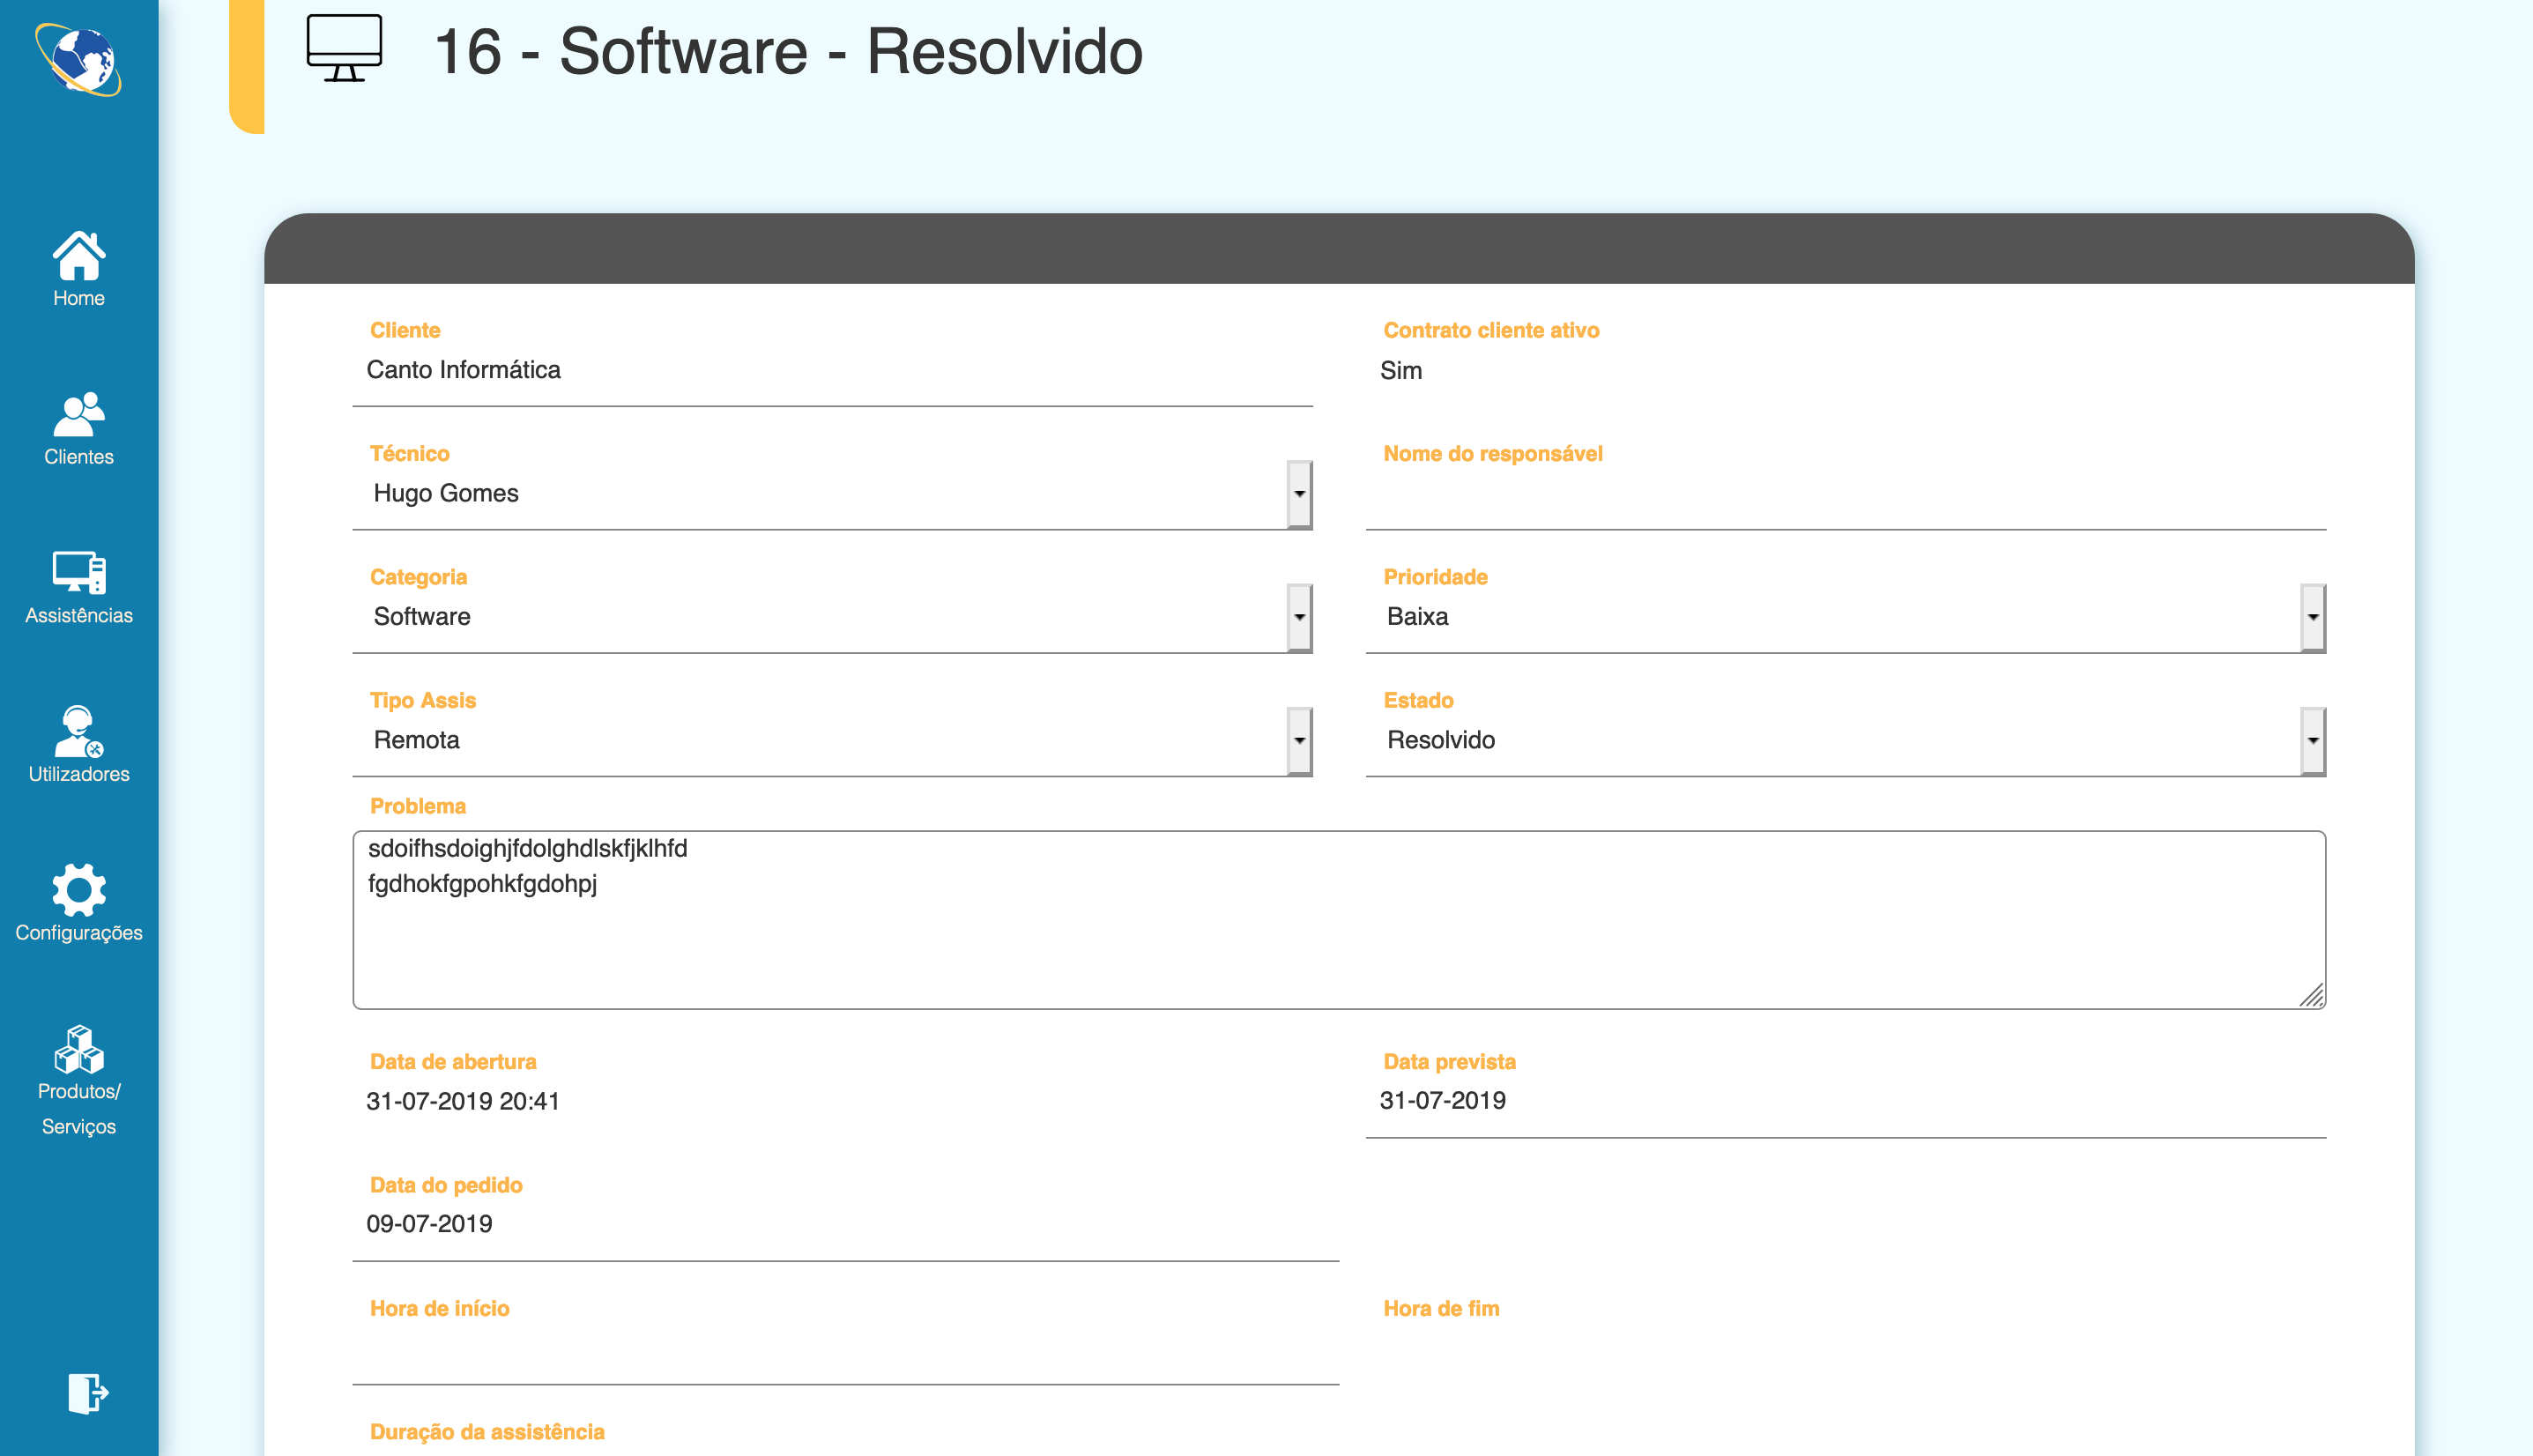 16 - Software - Resolvido
Home
Clientes
Assistências
Utilizadores
Configurações
Produtos/
Serviços
Cliente
Canto Informática
Contrato cliente ativo
Sim
Técnico
Hugo Gomes
Nome do responsável
Categoria
Software
Prioridade
Baixa
Tipo Assis
Remota
Estado
Resolvido
Problema
sdoifhsdoighjfdolghdlskfjklhfd
fgdhokfgpohkfgdohpj
Data de abertura
31-07-2019 20:41
Data prevista
31-07-2019
Data do pedido
09-07-2019
Hora de início
Hora de fim
Duração da assistência